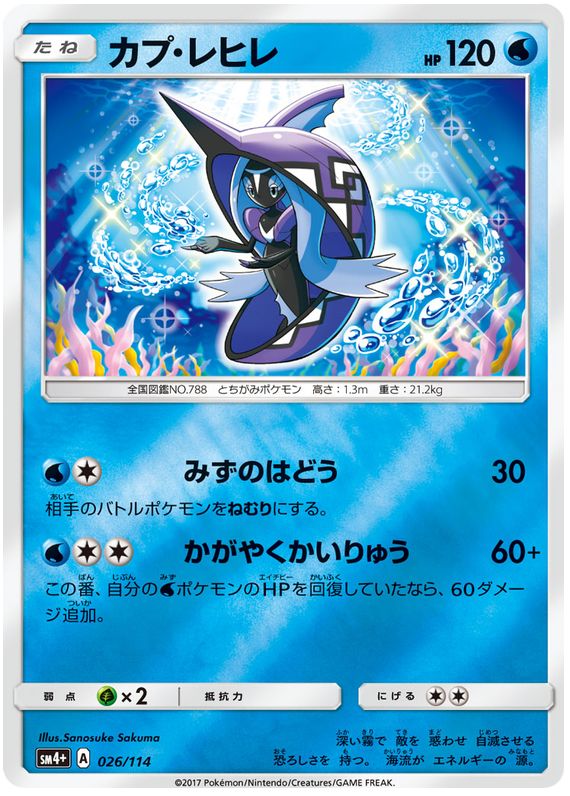 たね カプ・レヒレ HP 120
全国図鑑NO.788 とちがみポケモン 高さ:1.3m 重さ:21.2kg
みずのはどう 30
相手のバトルポケモンをねむりにする。
かがやくかいりゅう 60+
この番、自分のポケモンのHPを回復していたなら、60ダメー
ジ追加。
弱点 ×2 抵抗力 にげる
Illus.Sanosuke Sakuma
SM4+ A 026/114
深い霧で 敵を 惑わせ 自滅させる
恐ろしさを 持つ。 海流が エネルギーの 源。
©2017 Pokémon/Nintendo/Creatures/GAME FREAK.